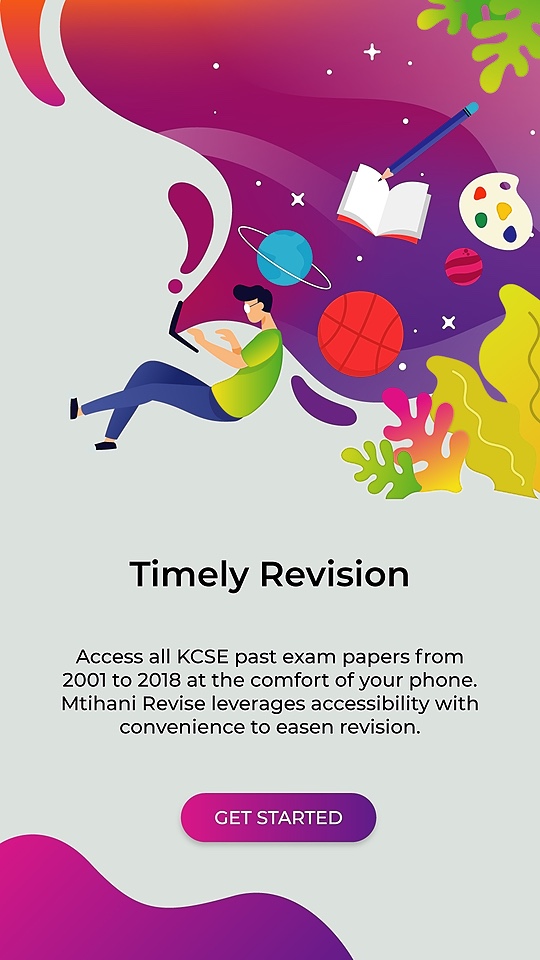 Timely Revision
Access all KCSE past exam papers from
2001 to 2018 at the comfort of your phone.
Mtihani Revise leverages accessibility with
convenience to easen revision.
GET STARTED